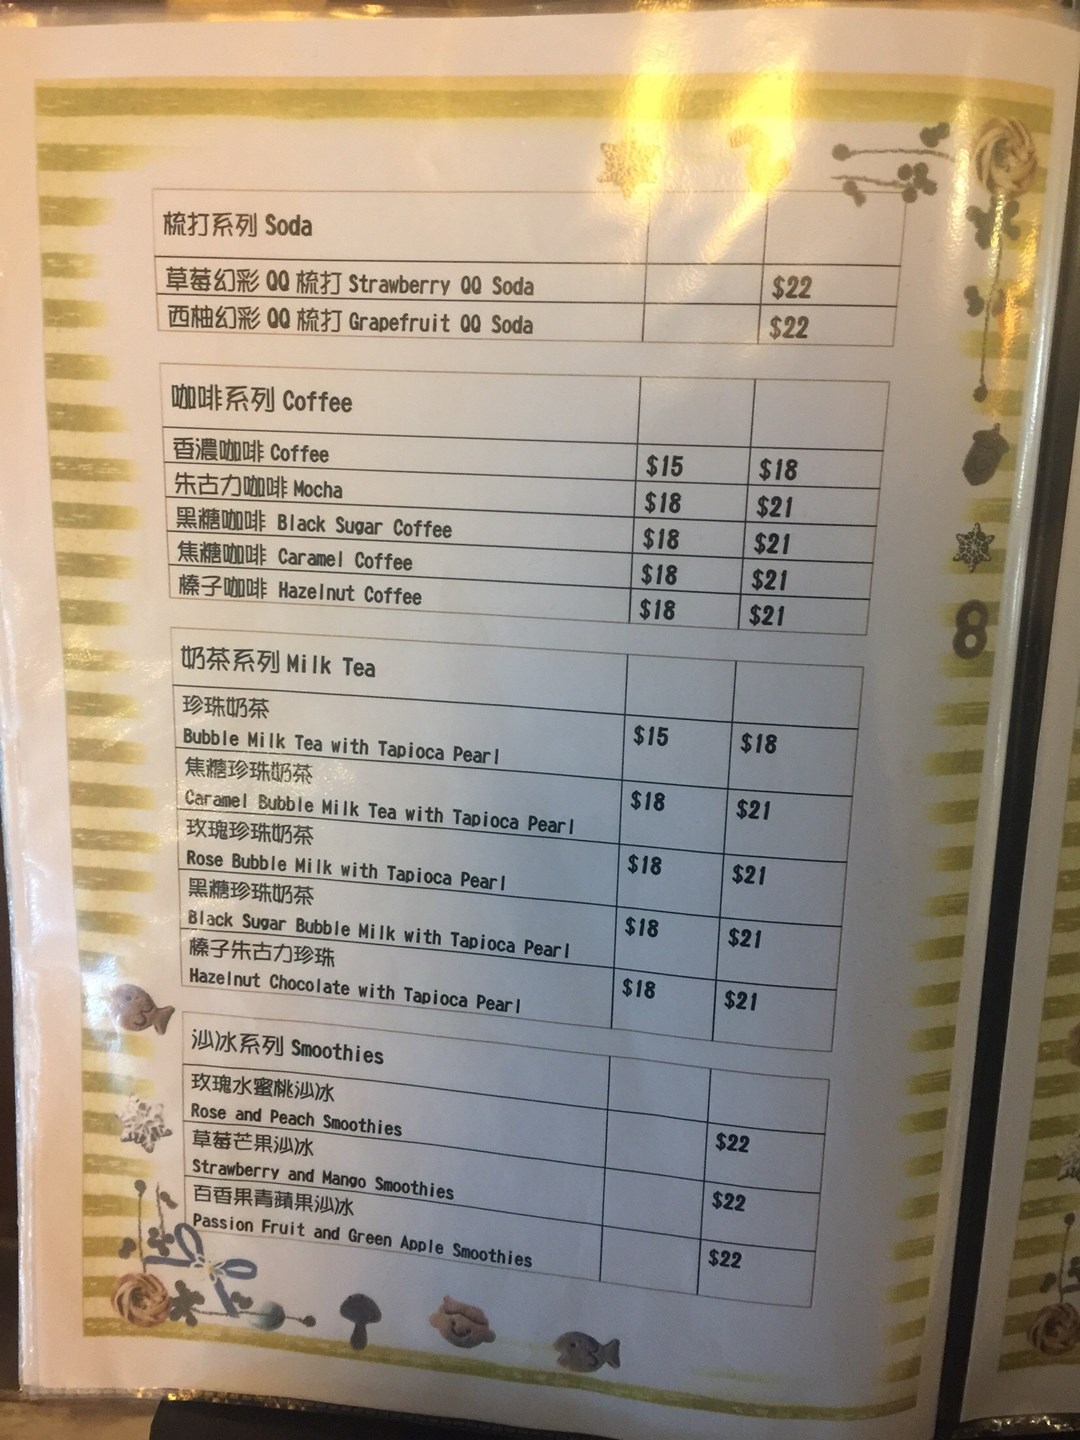 梳打系列 Soda
草莓幻彩 QQ 梳打 Strawberry QQ Soda $22
西柚幻彩 QQ 梳打 Grapefruit QQ Soda $22
咖啡系列 Coffee
香濃咖啡 Coffee $15 $18
朱古力咖啡 Mocha $18 $21
黑糖咖啡 Black Sugar Coffee $18 $21
焦糖咖啡 Caramel Coffee $18 $21
榛子咖啡 Hazelnut Coffee $18 $21
奶茶系列 Milk Tea
珍珠奶茶
Bubble Milk Tea with Tapioca Pearl $15 $18
焦糖珍珠奶茶
Caramel Bubble Milk Tea with Tapioca Pearl $18 $21
玫瑰珍珠奶茶
Rose Bubble Milk with Tapioca Pearl $18 $21
黑糖珍珠奶茶
Black Sugar Bubble Milk with Tapioca Pearl $18 $21
榛子朱古力珍珠
Hazelnut Chocolate with Tapioca Pearl $18 $21
沙冰系列 Smoothies
玫瑰水蜜桃沙冰
Rose and Peach Smoothies $22
草莓芒果沙冰
Strawberry and Mango Smoothies $22
百香果青蘋果沙冰
Passion Fruit and Green Apple Smoothies $22